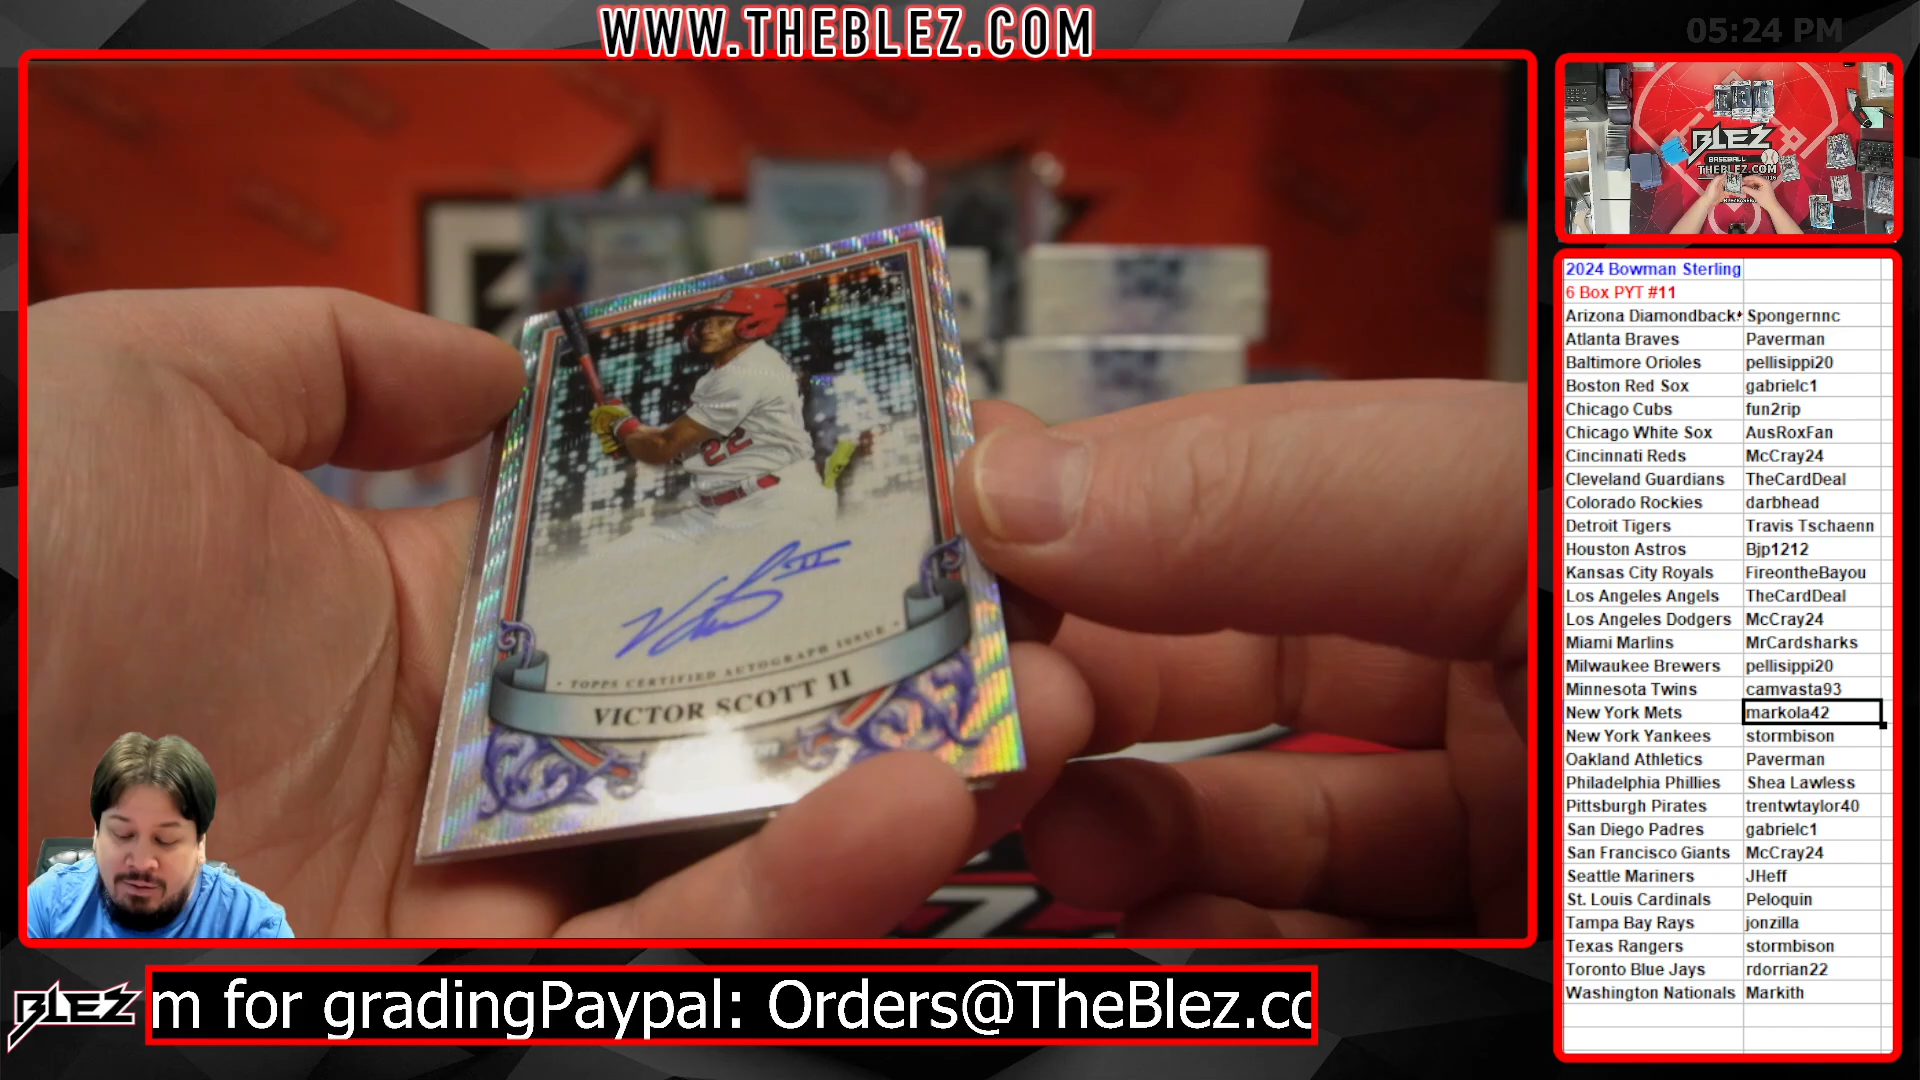 WWW.THEBLEZ.COM
05:24 PM
BLEZ
BASEBALL
THEBLEZ.COM
22
• TOPPS CERTIFIED AUTOGRAPH ISSUE •
VICTOR SCOTT II
2024 Bowman Sterling
6 Box PYT #11
Arizona Diamondback Spongernnc
Atlanta Braves Paverman
Baltimore Orioles pellisippi20
Boston Red Sox gabrielc1
Chicago Cubs fun2rip
Chicago White Sox AusRoxFan
Cincinnati Reds McCray24
Cleveland Guardians TheCardDeal
Colorado Rockies darbhead
Detroit Tigers Travis Tschaenn
Houston Astros Bjp1212
Kansas City Royals FireontheBayou
Los Angeles Angels TheCardDeal
Los Angeles Dodgers McCray24
Miami Marlins MrCardsharks
Milwaukee Brewers pellisippi20
Minnesota Twins camvasta93
New York Mets markola42
New York Yankees stormbison
Oakland Athletics Paverman
Philadelphia Phillies Shea Lawless
Pittsburgh Pirates trentwtaylor40
San Diego Padres gabrielc1
San Francisco Giants McCray24
Seattle Mariners JHeff
St. Louis Cardinals Peloquin
Tampa Bay Rays jonzilla
Texas Rangers stormbison
Toronto Blue Jays rdorrian22
Washington Nationals Markith
BLEZ
m for gradingPaypal: Orders@TheBlez.co